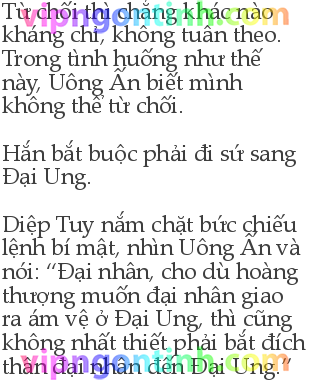 Từ chối thì chẳng khác nào
vipngontinh.com
kháng chỉ, không tuân theo.
Trong tình huống như thế
này, Uông Ấn biết mình
không thể từ chối.
Hắn bắt buộc phải đi sứ sang
Đại Ung.
Diệp Tuy nắm chặt bức chiếu
lệnh bí mật, nhìn Uông Ấn và
nói: “Đại nhân, cho dù hoàng
thượng muốn đại nhân giao
ra ám vệ ở Đại Ung, thì cũng
không nhất thiết phải bắt đích
thân đại nhân đến Đại Ung.”
vipngontinh.com